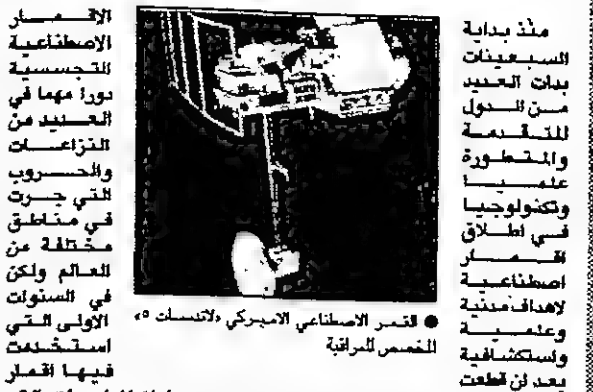 منذ بداية
السبعينات
بدات العديد
من الدول
المتقدمة
والمتطورة
علميا
وتكنولوجيا
في اطلاق
اقمار
اصطناعية
لاهداف مدنية
وعلمية
واستكشافية
بعد ان قطعت
● القمر الاصطناعي الاميركي «لاندسات ٥»
المخصص للمراقبة
الاقمار
الاصطناعية
التجسسية
دورا مهما في
العديد من
النزاعات
والحروب
التي جرت
في مناطق
مختلفة من
العالم ولكن
في السنوات
الاولى التي
استخدمت
فيها اقمار